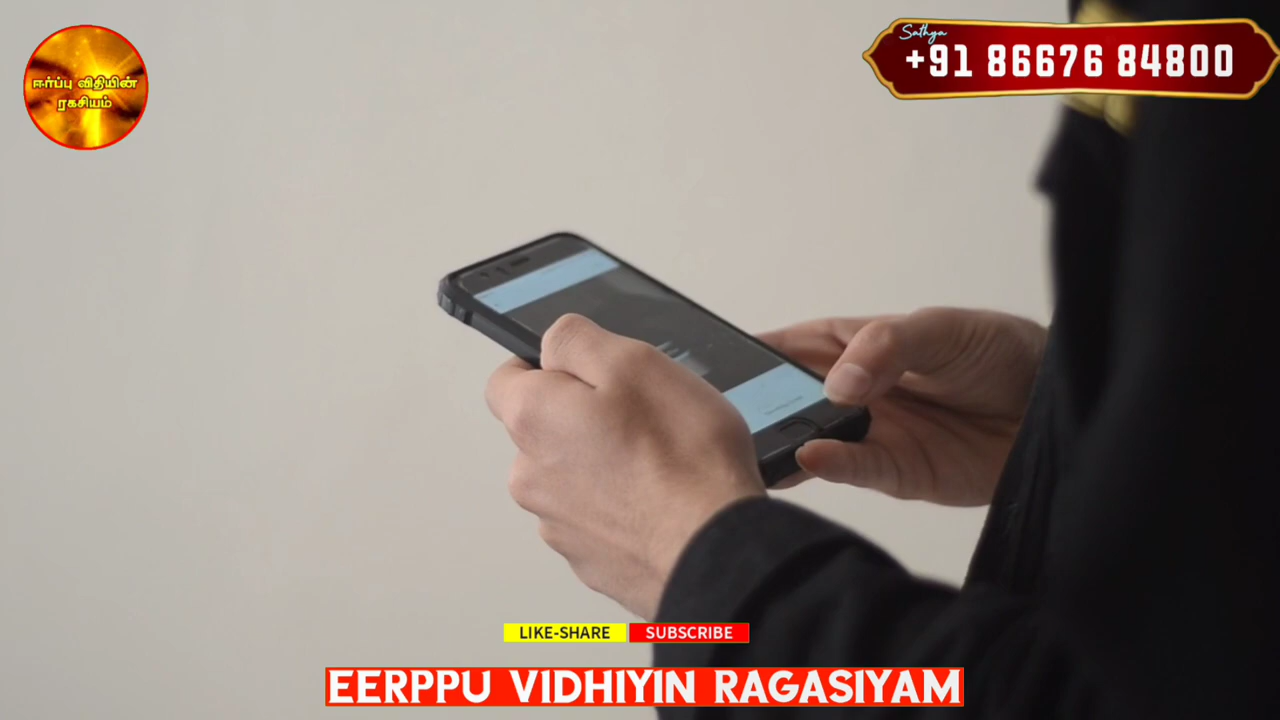 ஈர்ப்பு விதியின்
ரகசியம்
Sathya
+91 86676 84800
LIKE-SHARE
SUBSCRIBE
EERPPU VIDHIYIN RAGASIYAM